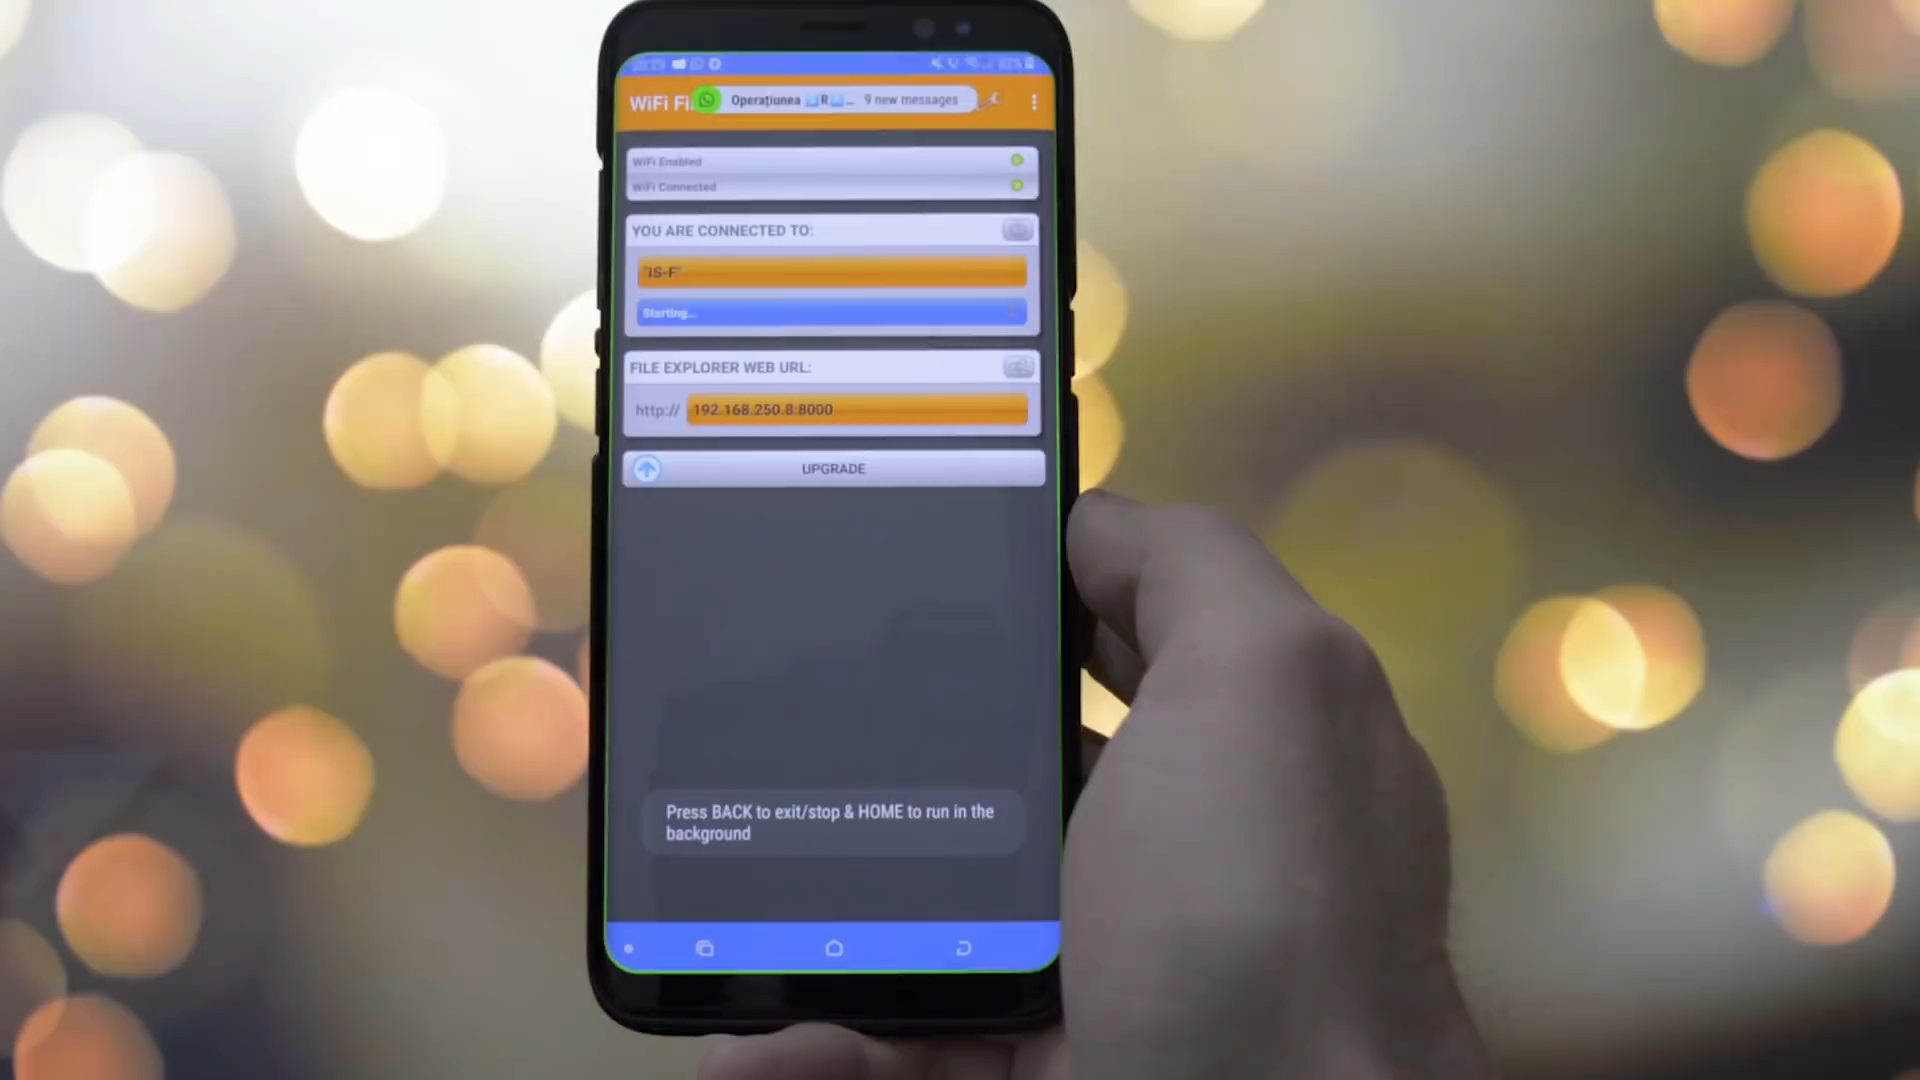 WiFi Fi
Operațiunea R ... 9 new messages
WiFi Enabled
WiFi Connected
YOU ARE CONNECTED TO:
"IS-F"
Starting...
FILE EXPLORER WEB URL:
http:// 192.168.250.8:8000
UPGRADE
Press BACK to exit/stop & HOME to run in the
background